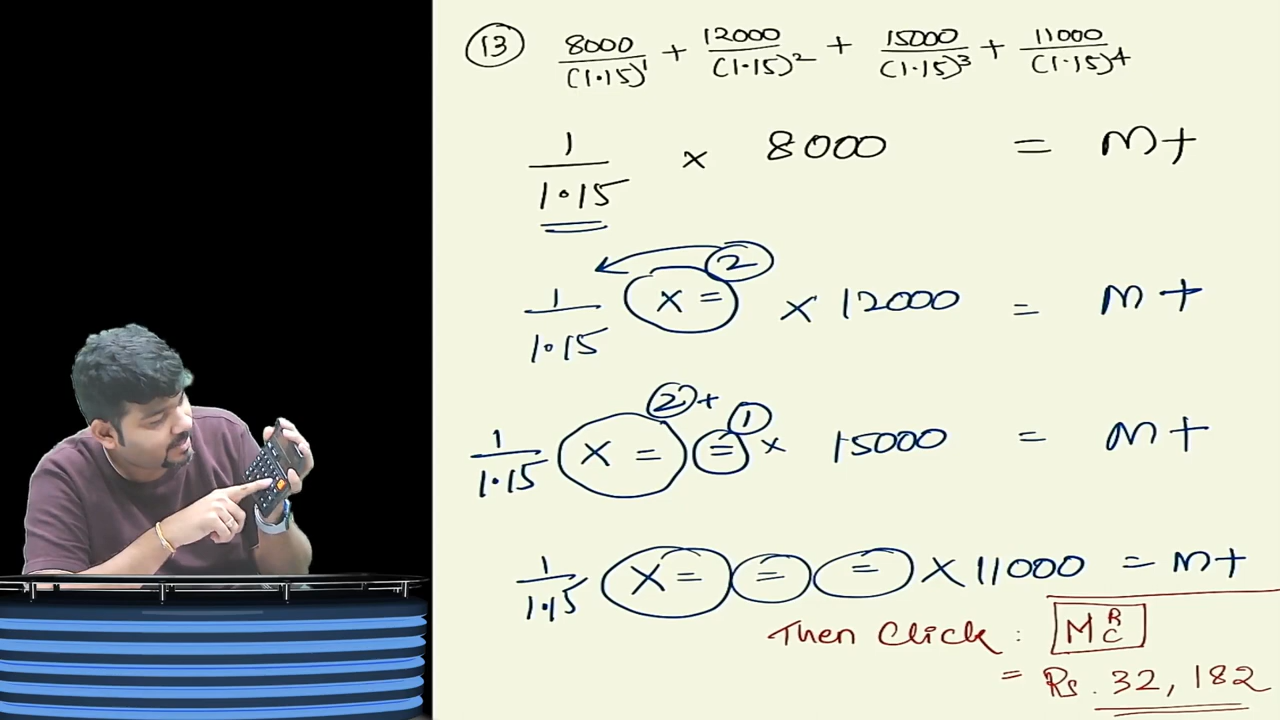 (13) 8000/(1.15)^1 + 12000/(1.15)^2 + 15000/(1.15)^3 + 11000/(1.15)^4
1/1.15 × 8000 = M+
2
1/1.15 × = × 12000 = M+
2 + 1
1/1.15 × = = × 15000 = M+
1/1.15 × = = = × 11000 = M+
Then Click : M R C
= Rs. 32,182